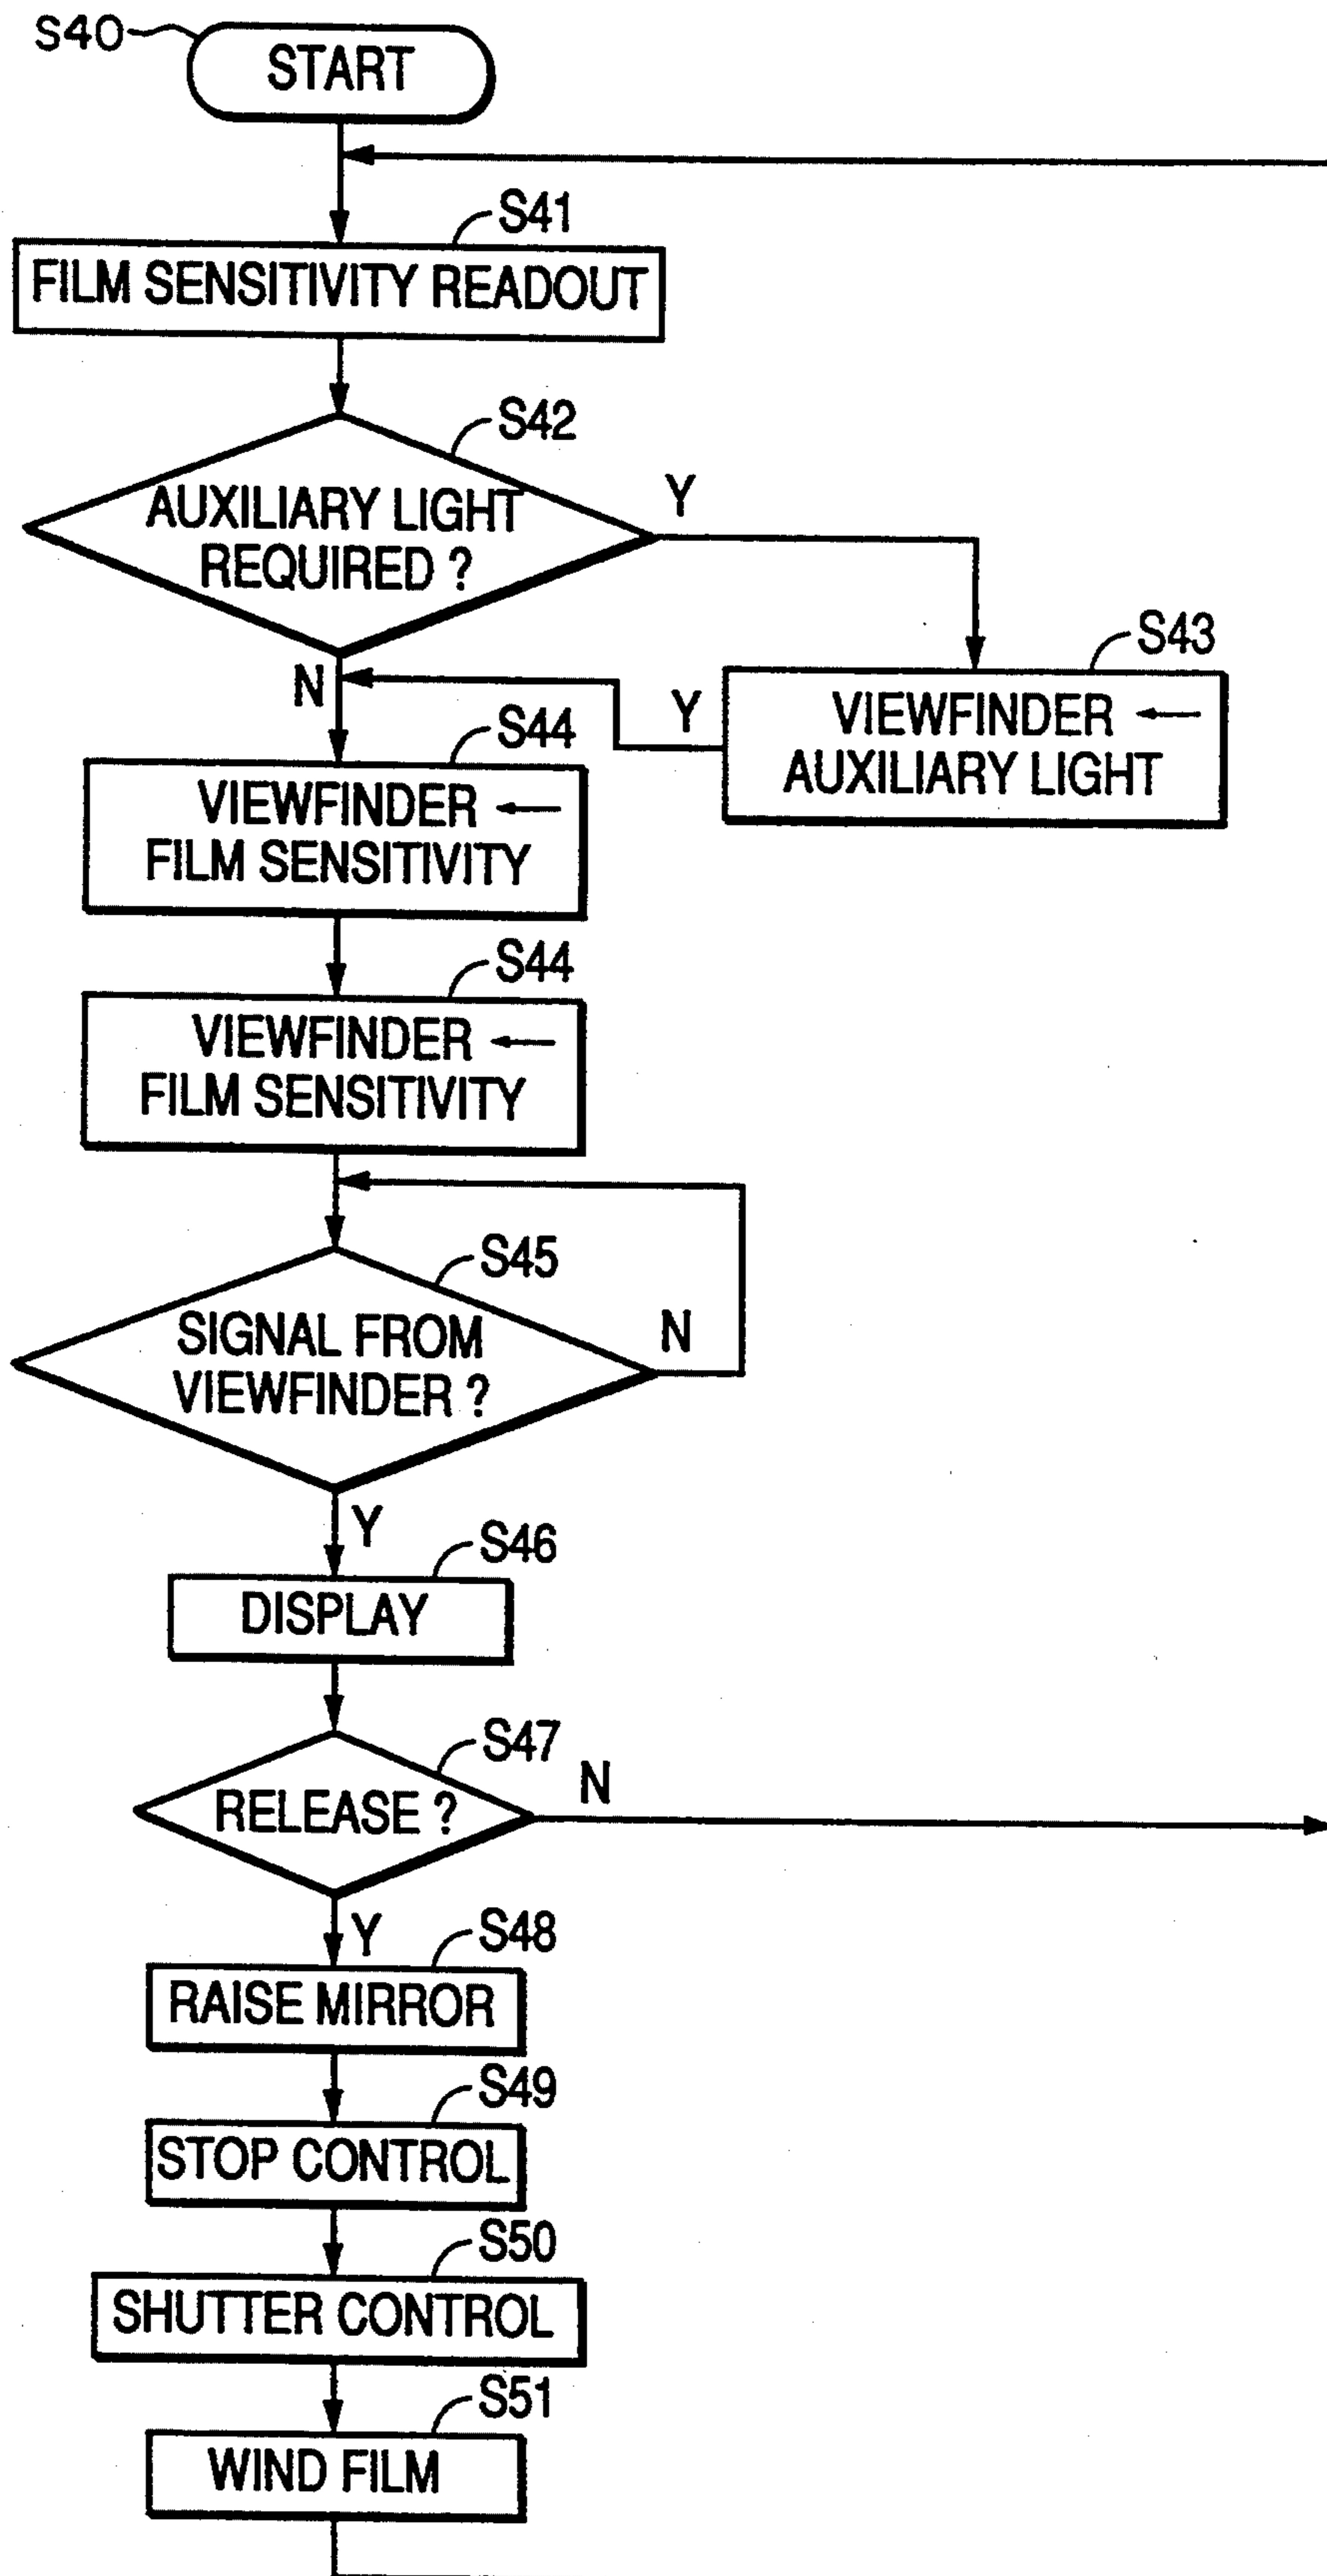 S40
START
S41
FILM SENSITIVITY READOUT
S42
AUXILIARY LIGHT
REQUIRED ?
Y
N
S43
VIEWFINDER ←
AUXILIARY LIGHT
Y
S44
VIEWFINDER ←
FILM SENSITIVITY
S44
VIEWFINDER ←
FILM SENSITIVITY
S45
SIGNAL FROM
VIEWFINDER ?
N
Y
S46
DISPLAY
S47
RELEASE ?
N
Y
S48
RAISE MIRROR
S49
STOP CONTROL
S50
SHUTTER CONTROL
S51
WIND FILM